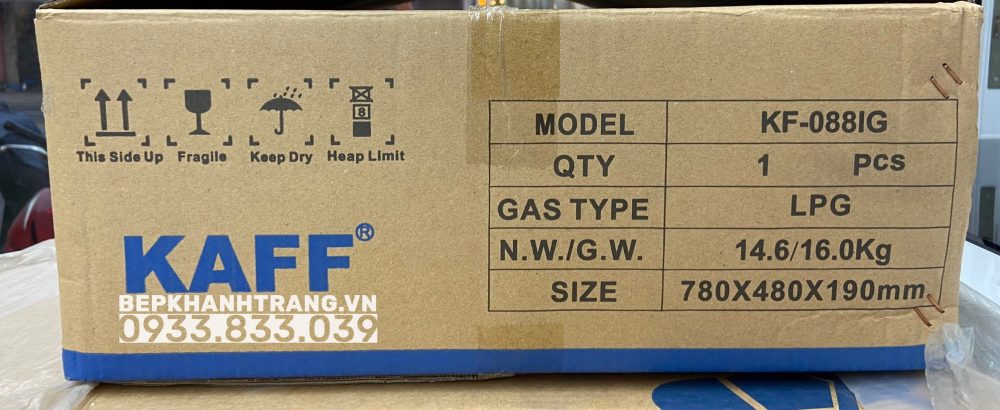 8
This Side Up Fragile Keep Dry Heap Limit
KAFF®
BEPKHANHTRANG.VN
0933.833.039
MODEL KF-088IG
QTY 1 Pcs
GAS TYPE LPG
N.W./G.W. 14.6/16.0Kg
SIZE 780X480X190mm